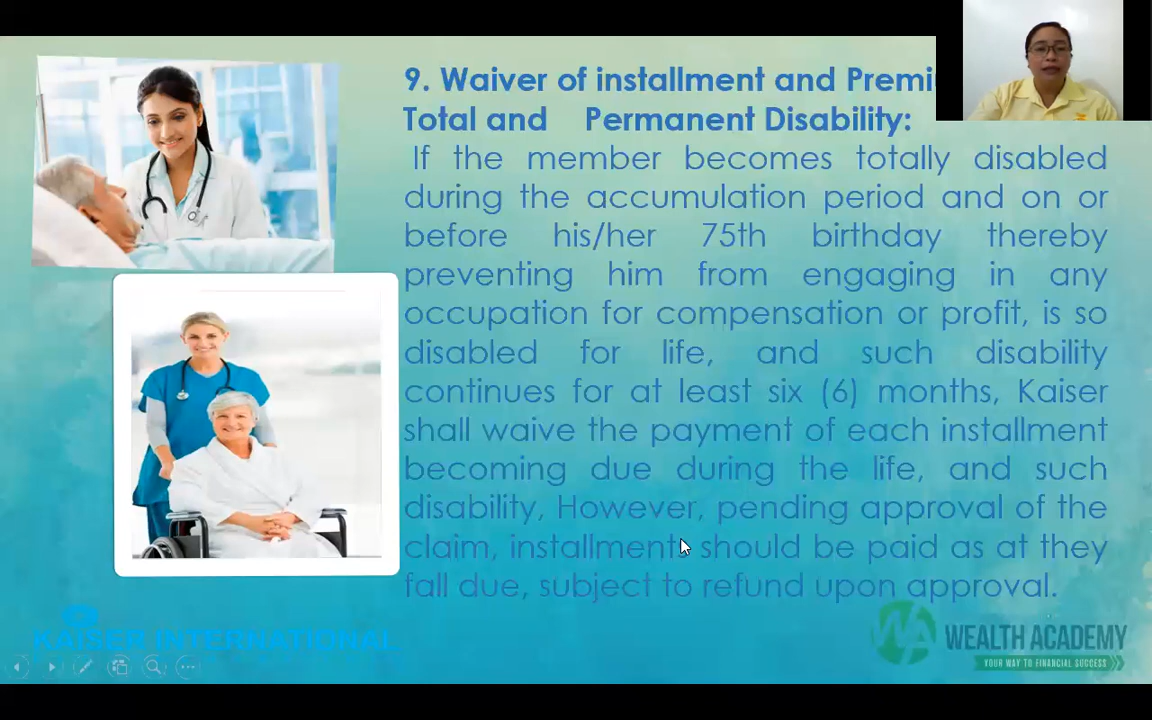 9. Waiver of installment and Premi
Total and Permanent Disability:
If the member becomes totally disabled
during the accumulation period and on or
before his/her 75th birthday thereby
preventing him from engaging in any
occupation for compensation or profit, is so
disabled for life, and such disability
continues for at least six (6) months, Kaiser
shall waive the payment of each installment
becoming due during the life, and such
disability, However, pending approval of the
claim, installments should be paid as at they
fall due, subject to refund upon approval.
KAISER INTERNATIONAL
WEALTH ACADEMY
YOUR WAY TO FINANCIAL SUCCESS